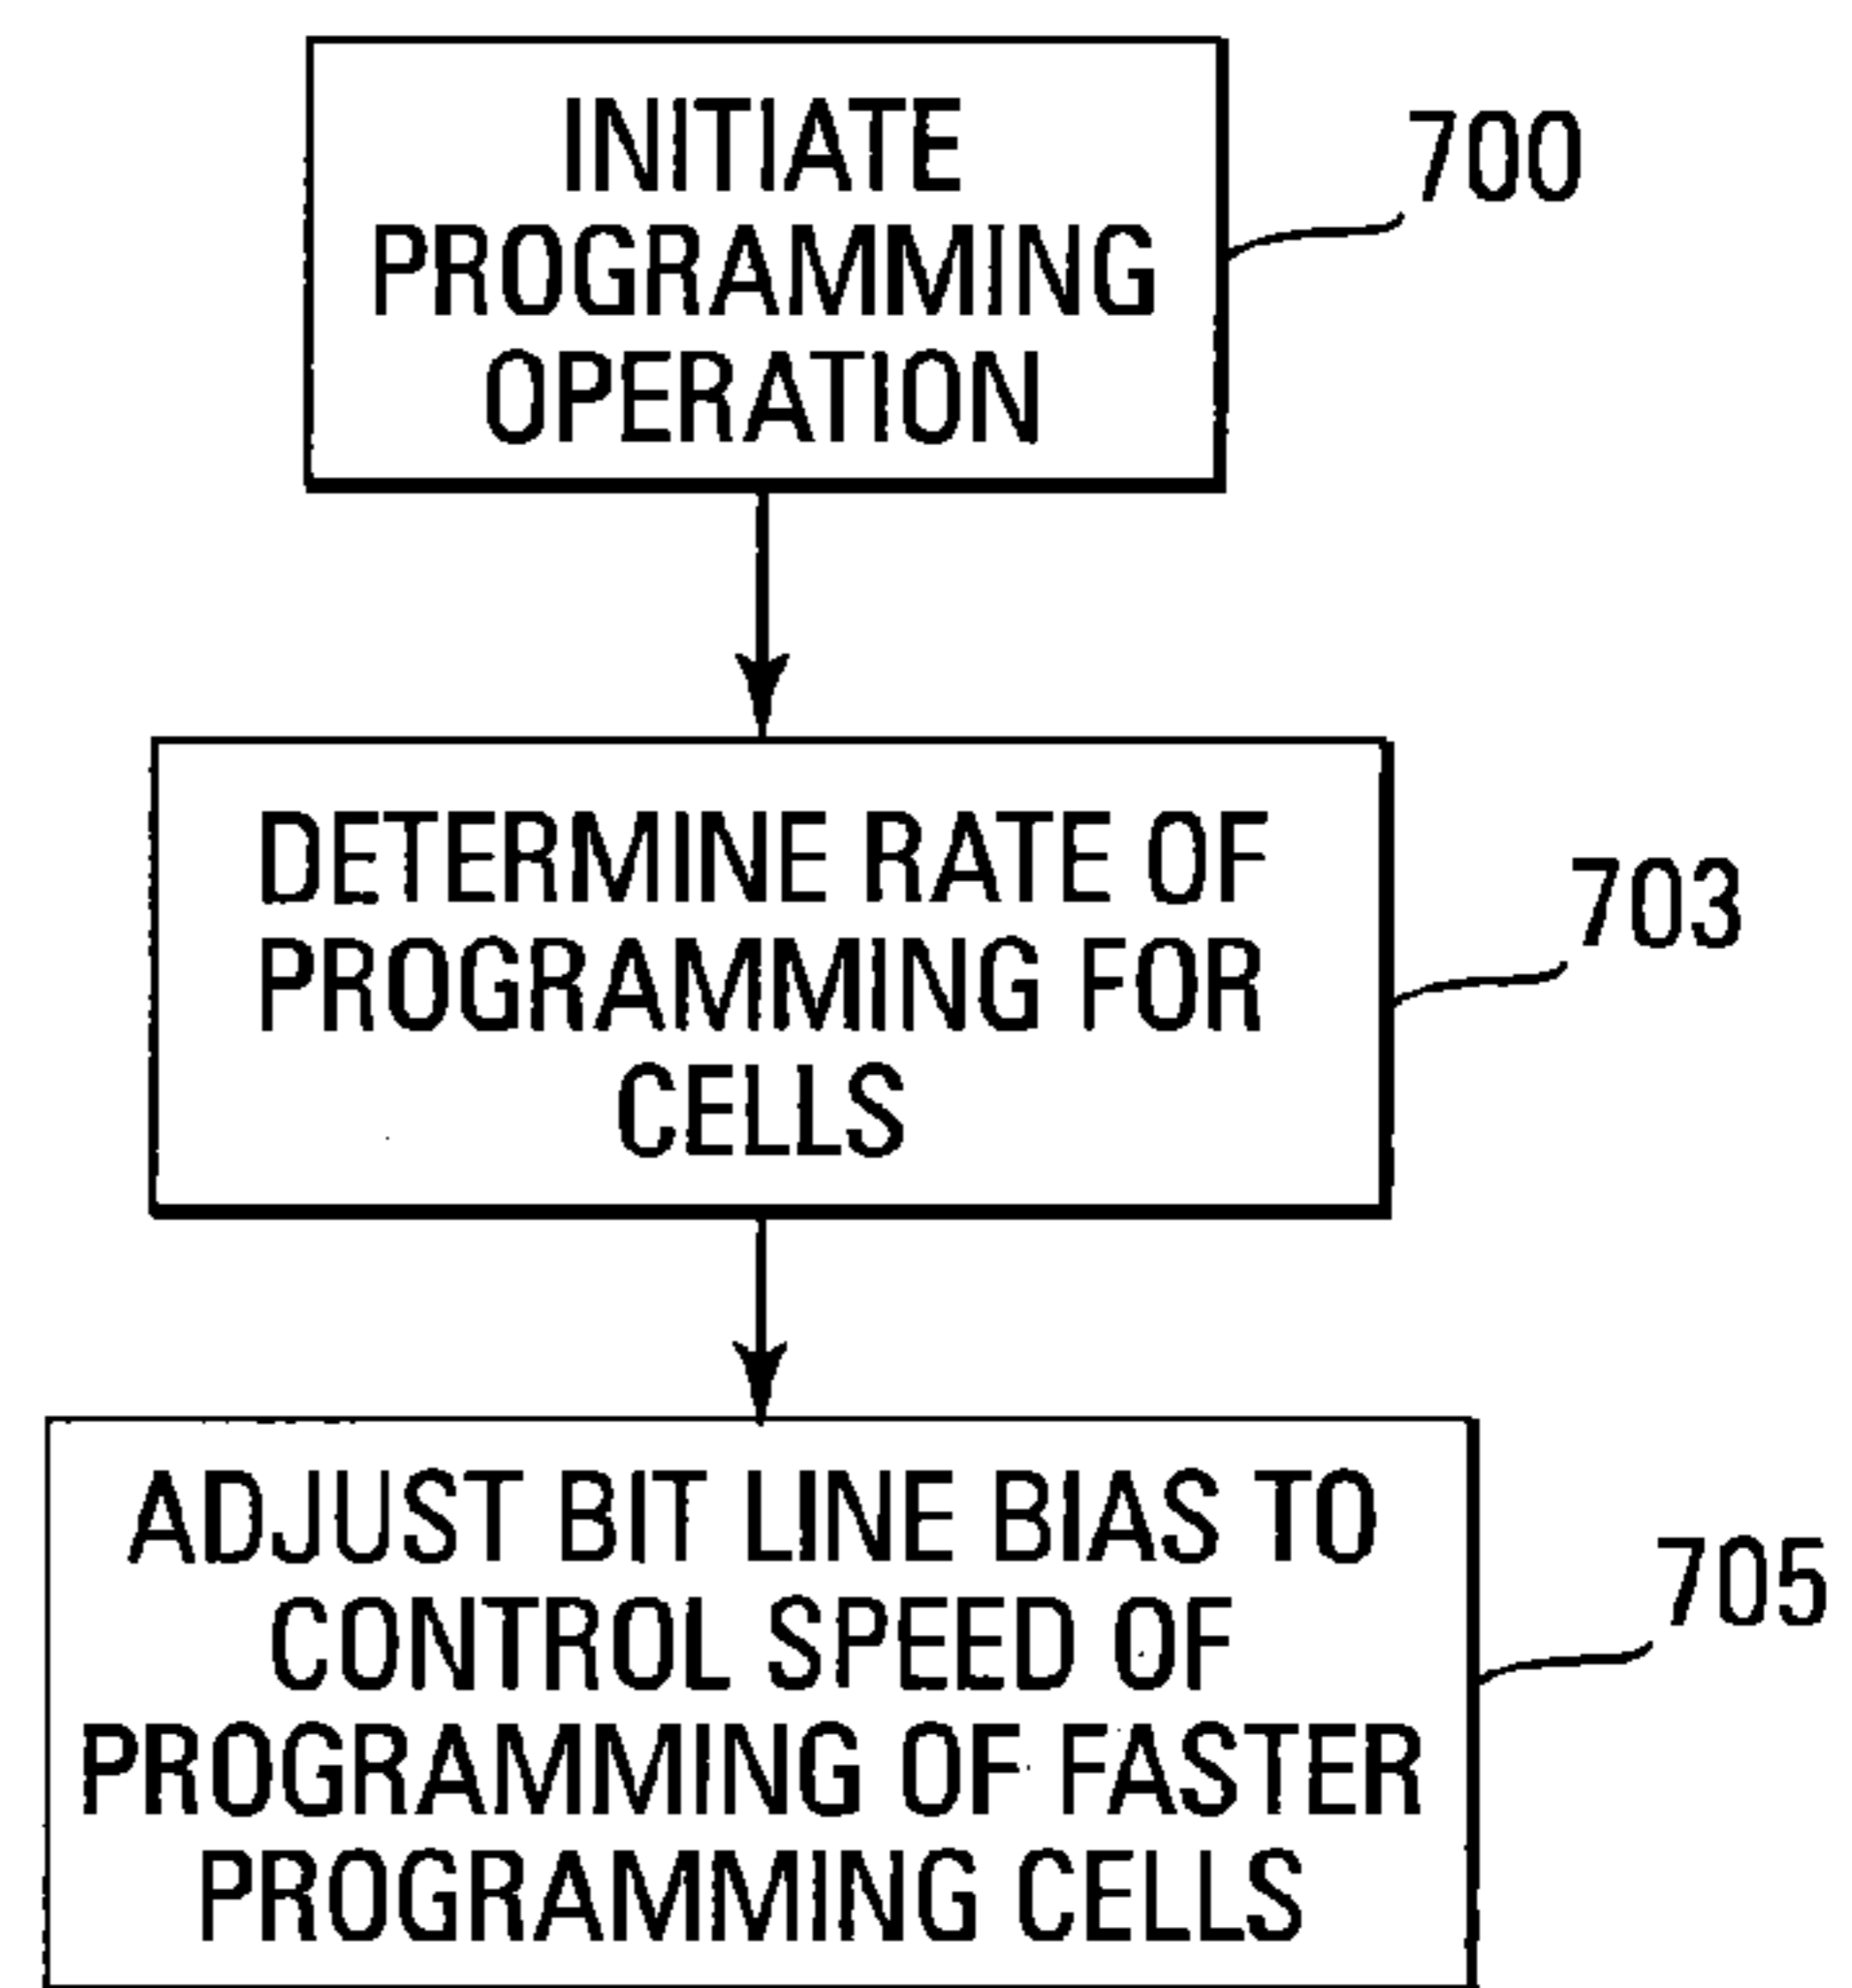 INITIATE
PROGRAMMING
OPERATION
700
DETERMINE RATE OF
PROGRAMMING FOR
CELLS
703
ADJUST BIT LINE BIAS TO
CONTROL SPEED OF
PROGRAMMING OF FASTER
PROGRAMMING CELLS
705